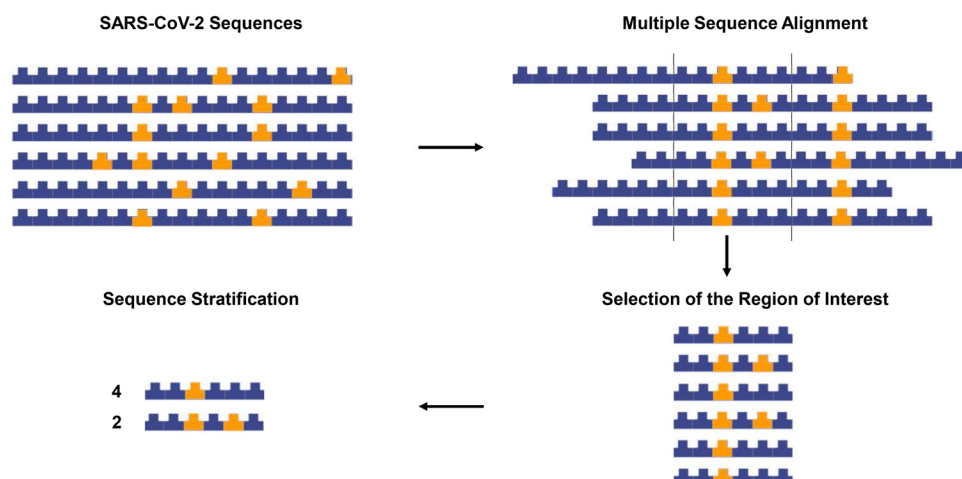 SARS-CoV-2 Sequences
Multiple Sequence Alignment
Sequence Stratification
Selection of the Region of Interest
4
2